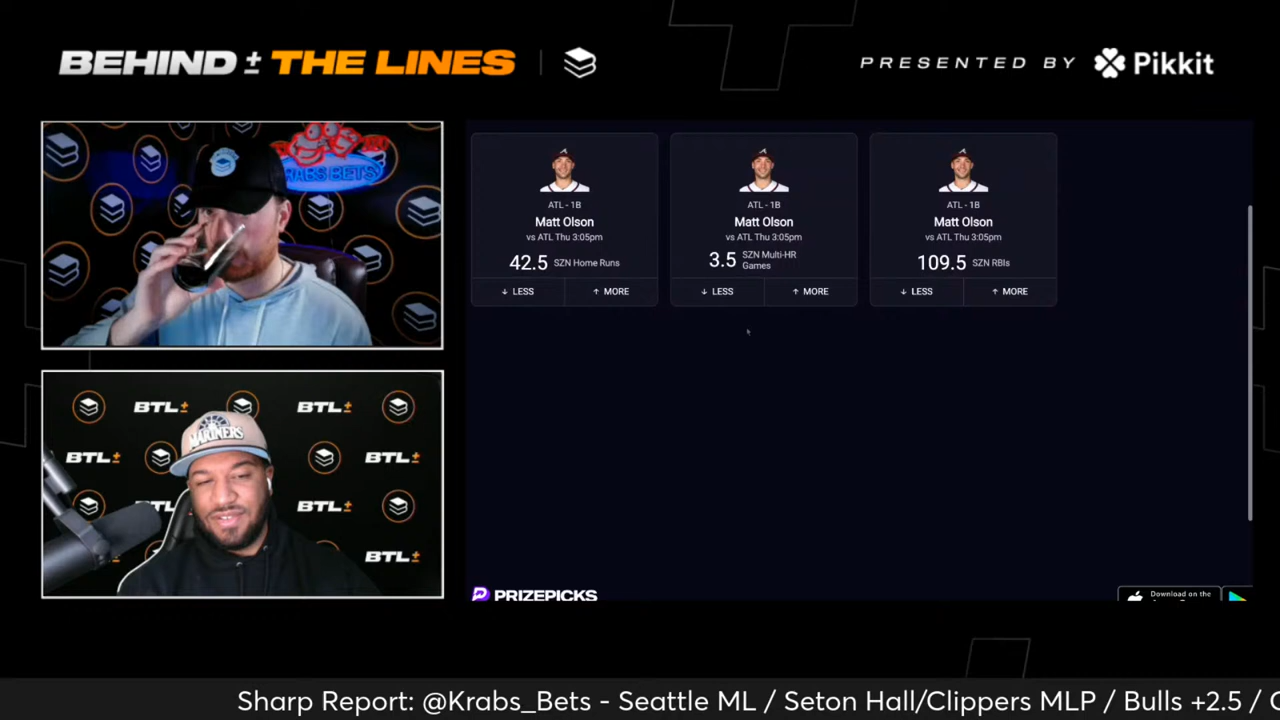 BEHIND ± THE LINES
PRESENTED BY Pikkit
KRABS BETS
ATL - 1B
Matt Olson
vs ATL Thu 3:05pm
42.5 SZN Home Runs
↓ LESS ↑ MORE
ATL - 1B
Matt Olson
vs ATL Thu 3:05pm
3.5 SZN Multi-HR Games
↓ LESS ↑ MORE
ATL - 1B
Matt Olson
vs ATL Thu 3:05pm
109.5 SZN RBIs
↓ LESS ↑ MORE
BTL± BTL±
MARINERS
BTL± BTL±
BTL±
BTL±
PRIZEPICKS
Download on the
Sharp Report: @Krabs_Bets - Seattle ML / Seton Hall/Clippers MLP / Bulls +2.5 /